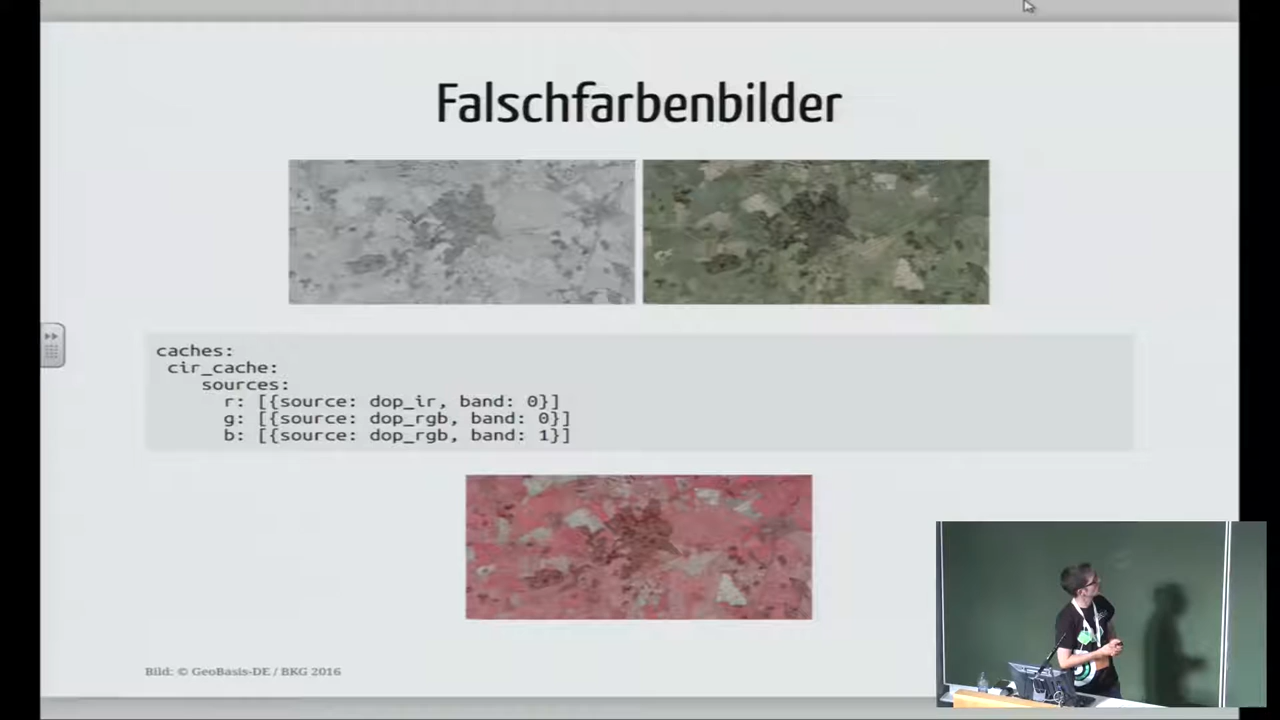 Falschfarbenbilder
caches:
cir_cache:
sources:
r: [{source: dop_ir, band: 0}]
g: [{source: dop_rgb, band: 0}]
b: [{source: dop_rgb, band: 1}]
Bild: © GeoBasis-DE / BKG 2016